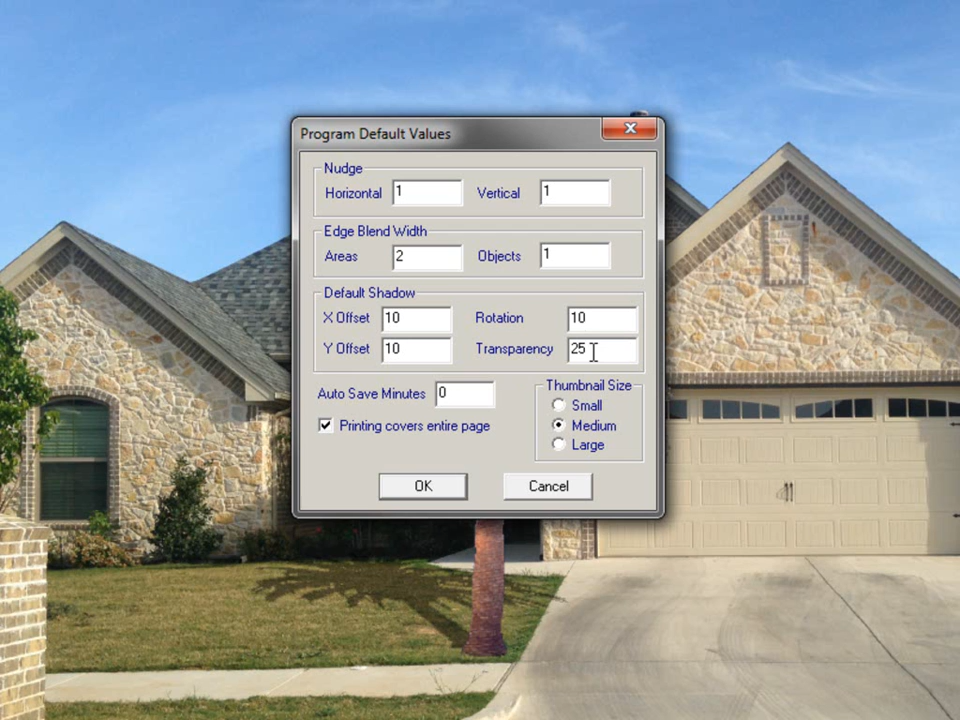 Program Default Values
Nudge
Horizontal 1 Vertical 1
Edge Blend Width
Areas 2 Objects 1
Default Shadow
X Offset 10 Rotation 10
Y Offset 10 Transparency 25
Auto Save Minutes 0
Printing covers entire page
Thumbnail Size
Small
Medium
Large
OK Cancel